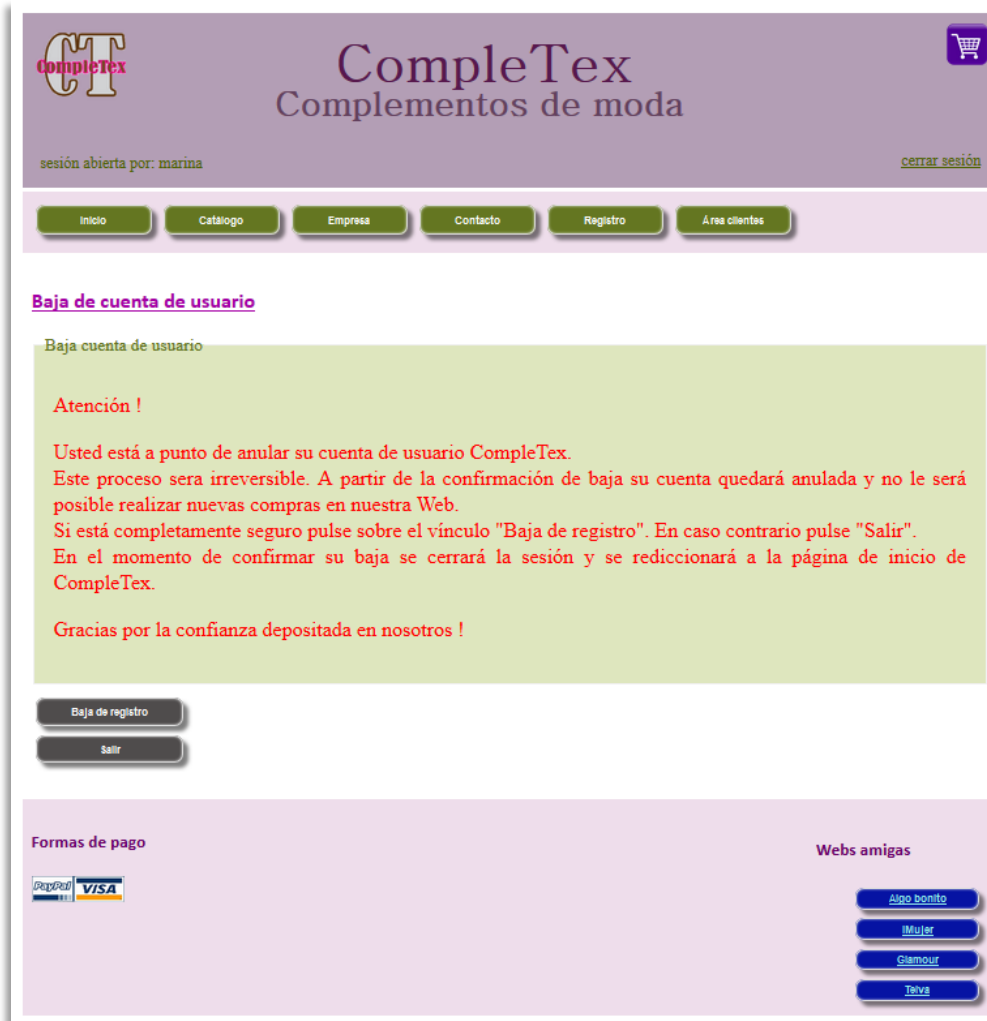 CT
CompleTex
CompleTex
Complementos de moda
sesión abierta por: marina
cerrar sesión
Inicio
Catálogo
Empresa
Contacto
Registro
Área clientes
Baja de cuenta de usuario
Baja cuenta de usuario
Atención !
Usted está a punto de anular su cuenta de usuario CompleTex.
Este proceso sera irreversible. A partir de la confirmación de baja su cuenta quedará anulada y no le será
posible realizar nuevas compras en nuestra Web.
Si está completamente seguro pulse sobre el vínculo "Baja de registro". En caso contrario pulse "Salir".
En el momento de confirmar su baja se cerrará la sesión y se rediccionará a la página de inicio de
CompleTex.
Gracias por la confianza depositada en nosotros !
Baja de registro
Salir
Formas de pago
PayPal VISA
Webs amigas
Algo bonito
iMujer
Glamour
Telva